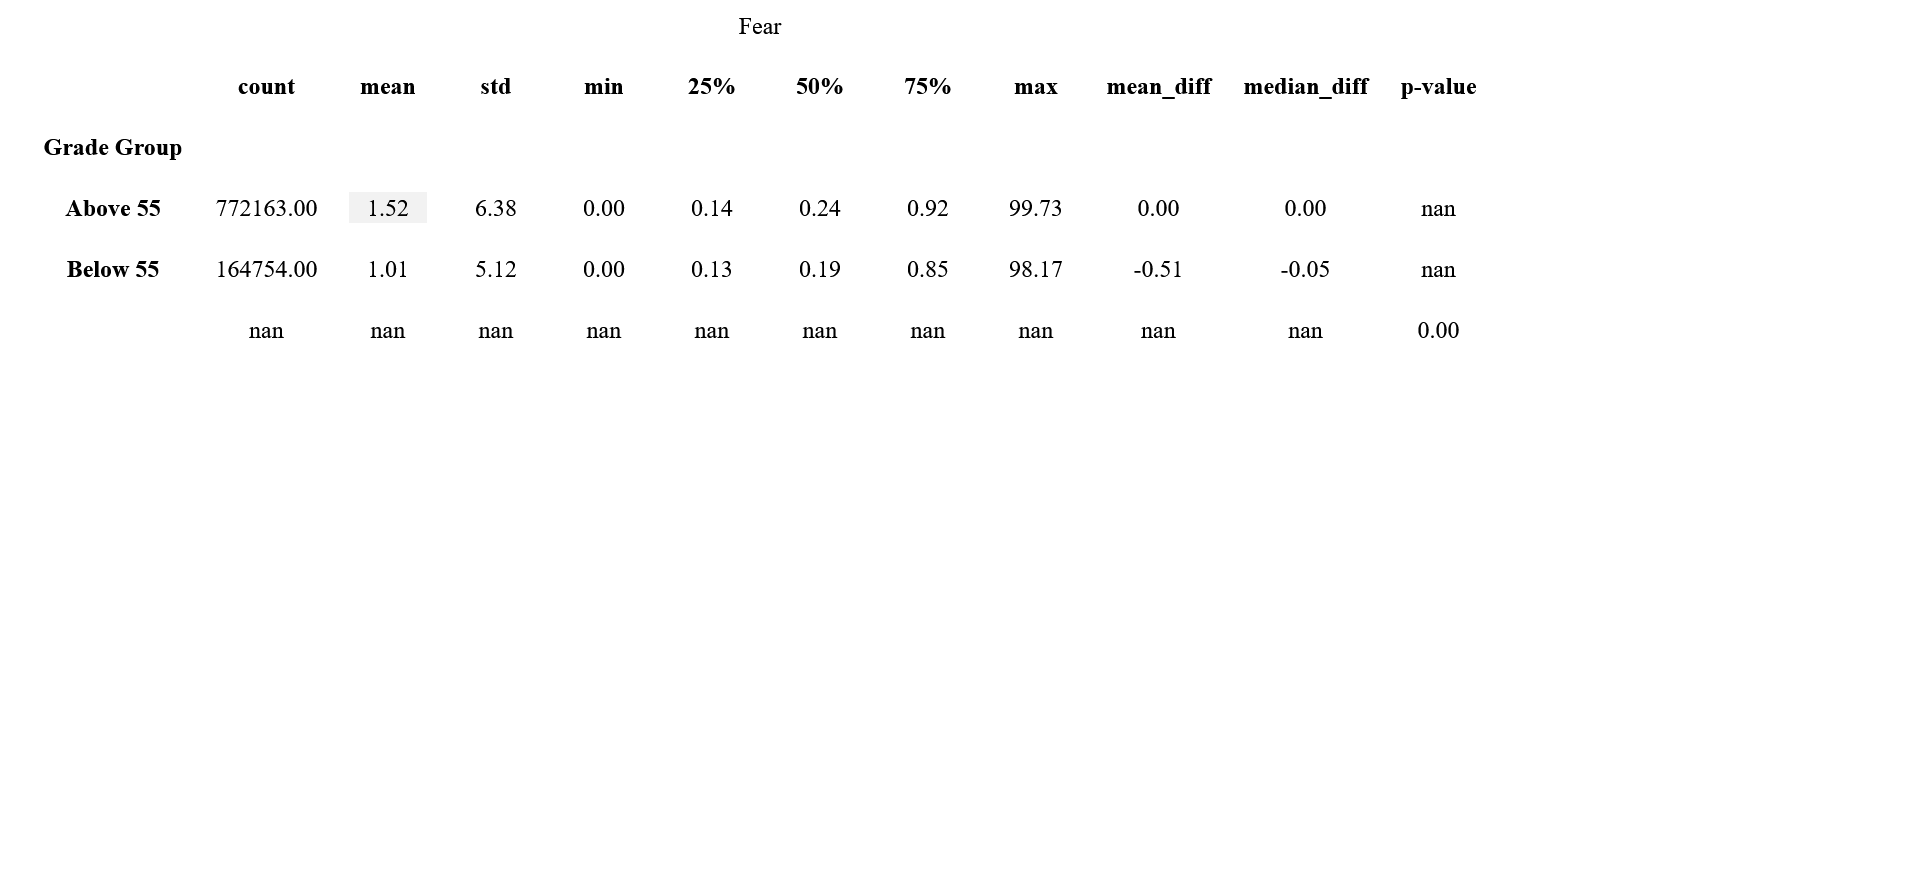 Fear
count mean std min 25% 50% 75% max mean_diff median_diff p-value
Grade Group
Above 55 772163.00 1.52 6.38 0.00 0.14 0.24 0.92 99.73 0.00 0.00 nan
Below 55 164754.00 1.01 5.12 0.00 0.13 0.19 0.85 98.17 -0.51 -0.05 nan
nan nan nan nan nan nan nan nan nan nan 0.00